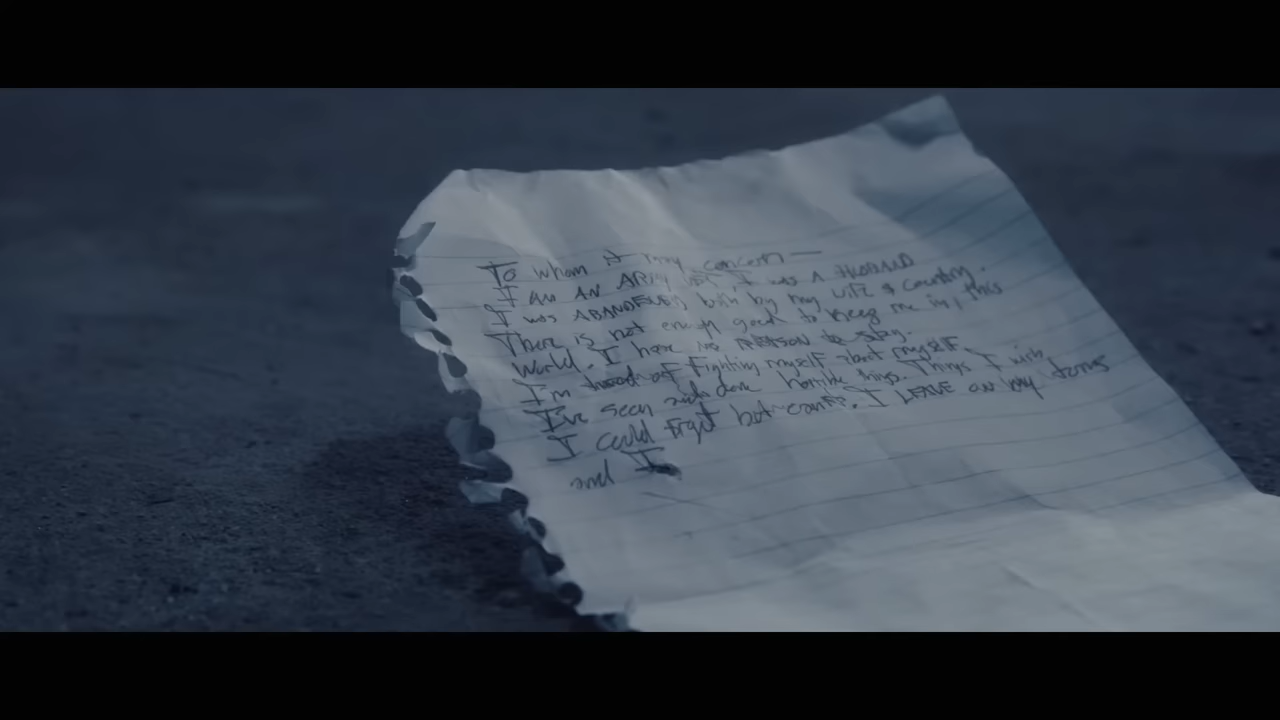 To whom it may concern —
I AM AN ARMY VET, I was A HUSBAND
I was ABANDONED, both by my wife & country.
There is not enough good to keep me in, this
World. I have no REASON to stay.
I'm of Fighting myself about myself.
I've seen and done horrible things. Things I wish
I could Forget but can't. I LEAVE on my terms
and I